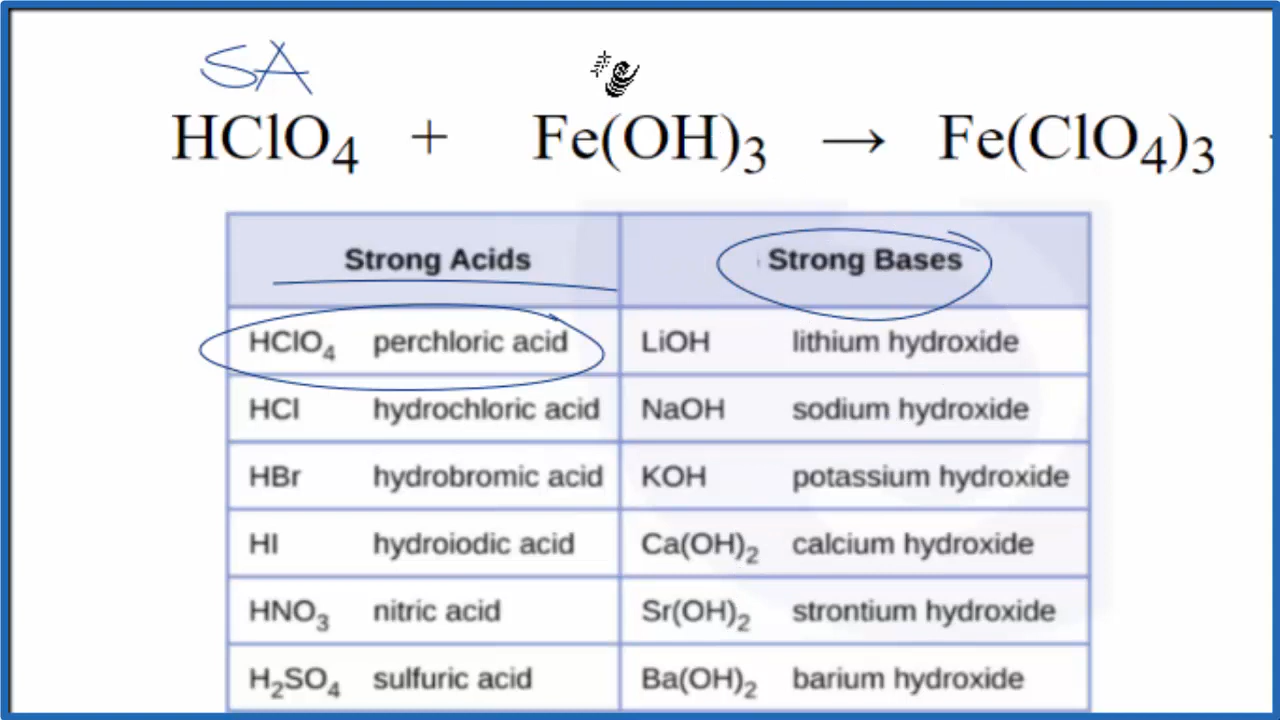 SA
HClO₄ + Fe(OH)₃ → Fe(ClO₄)₃
Strong Acids Strong Bases
HClO₄ perchloric acid LiOH lithium hydroxide
HCl hydrochloric acid NaOH sodium hydroxide
HBr hydrobromic acid KOH potassium hydroxide
HI hydroiodic acid Ca(OH)₂ calcium hydroxide
HNO₃ nitric acid Sr(OH)₂ strontium hydroxide
H₂SO₄ sulfuric acid Ba(OH)₂ barium hydroxide